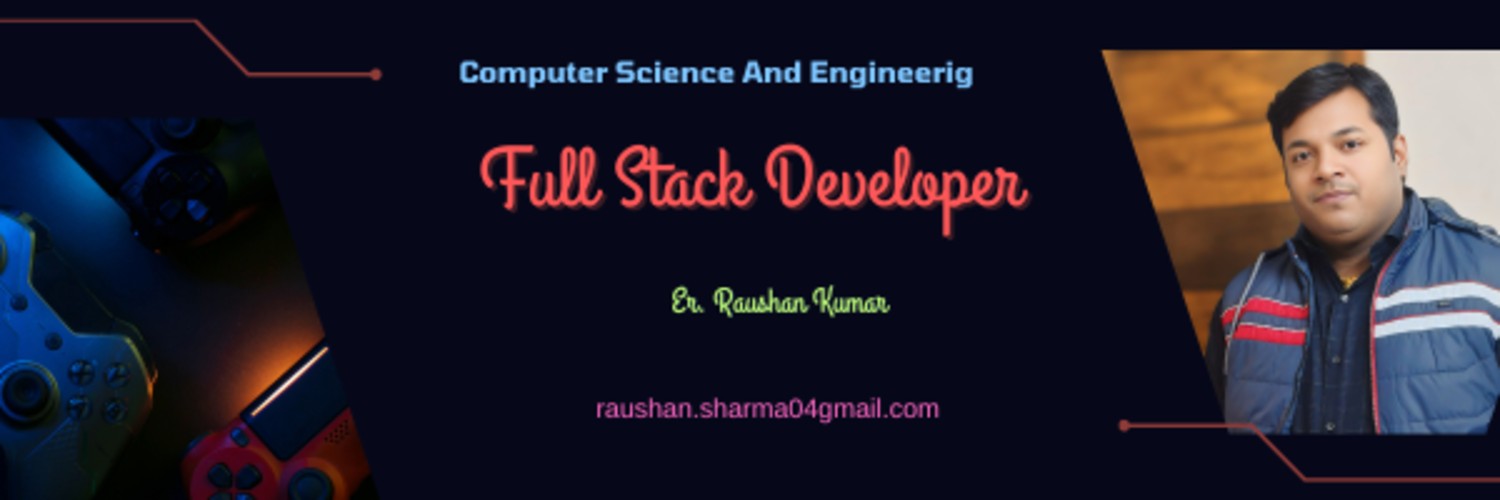 Computer Science And Engineerig
Full Stack Developer
Er. Raushan Kumar
raushan.sharma04gmail.com